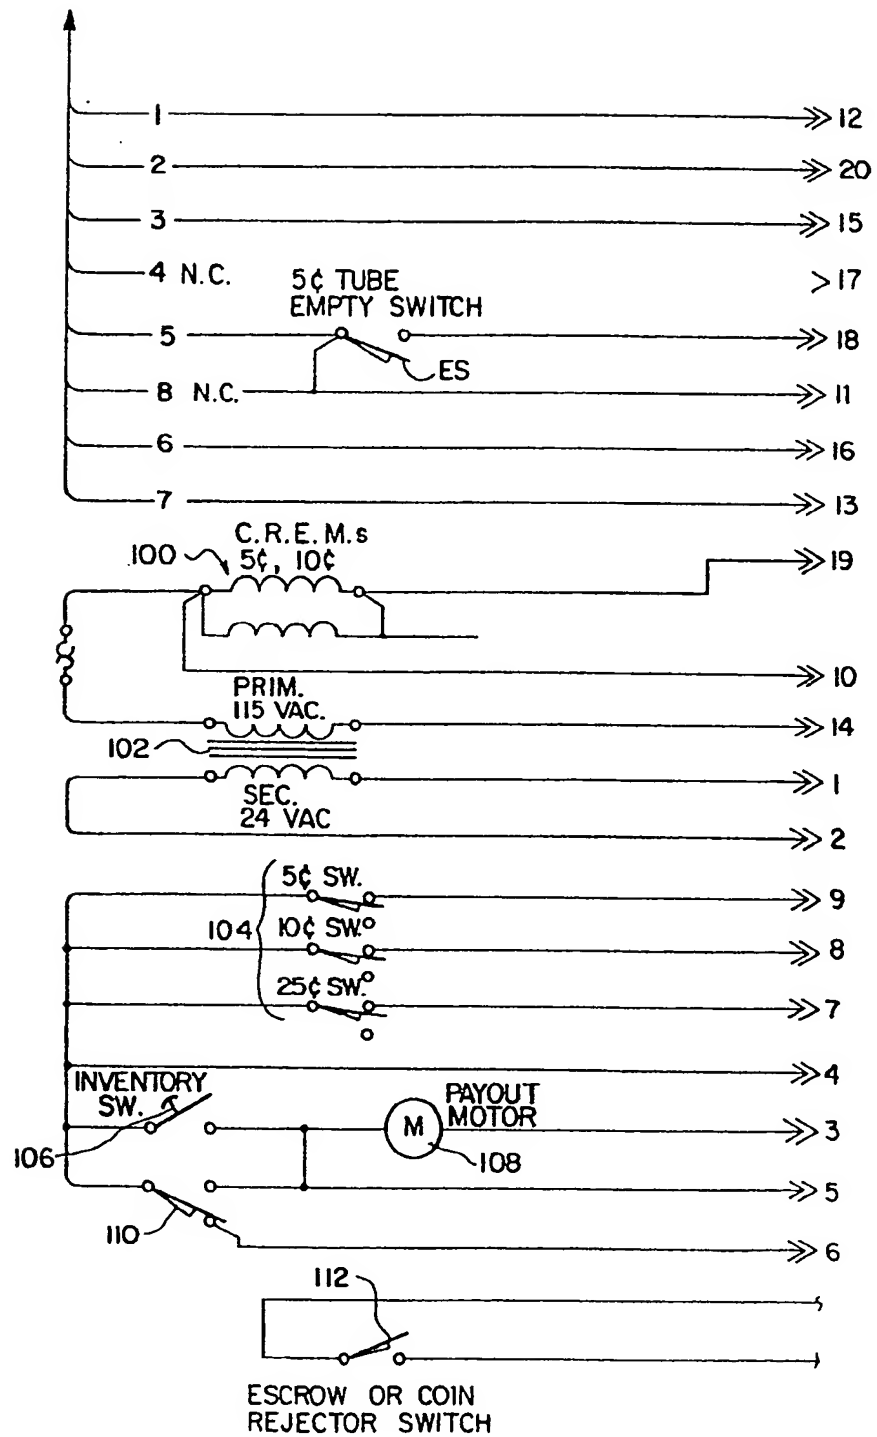 1 12
2 20
3 15
4 N.C. 17
5¢ TUBE
EMPTY SWITCH
5 18
ES
8 N.C. 11
6 16
7 13
C.R.E.M.s
100 5¢, 10¢ 19
10
PRIM.
115 VAC. 14
102
1
SEC.
24 VAC 2
5¢ SW. 9
104 10¢ SW. 8
25¢ SW. 7
4
INVENTORY
SW.
PAYOUT
MOTOR
M 3
106 108
5
110 6
112
ESCROW OR COIN
REJECTOR SWITCH